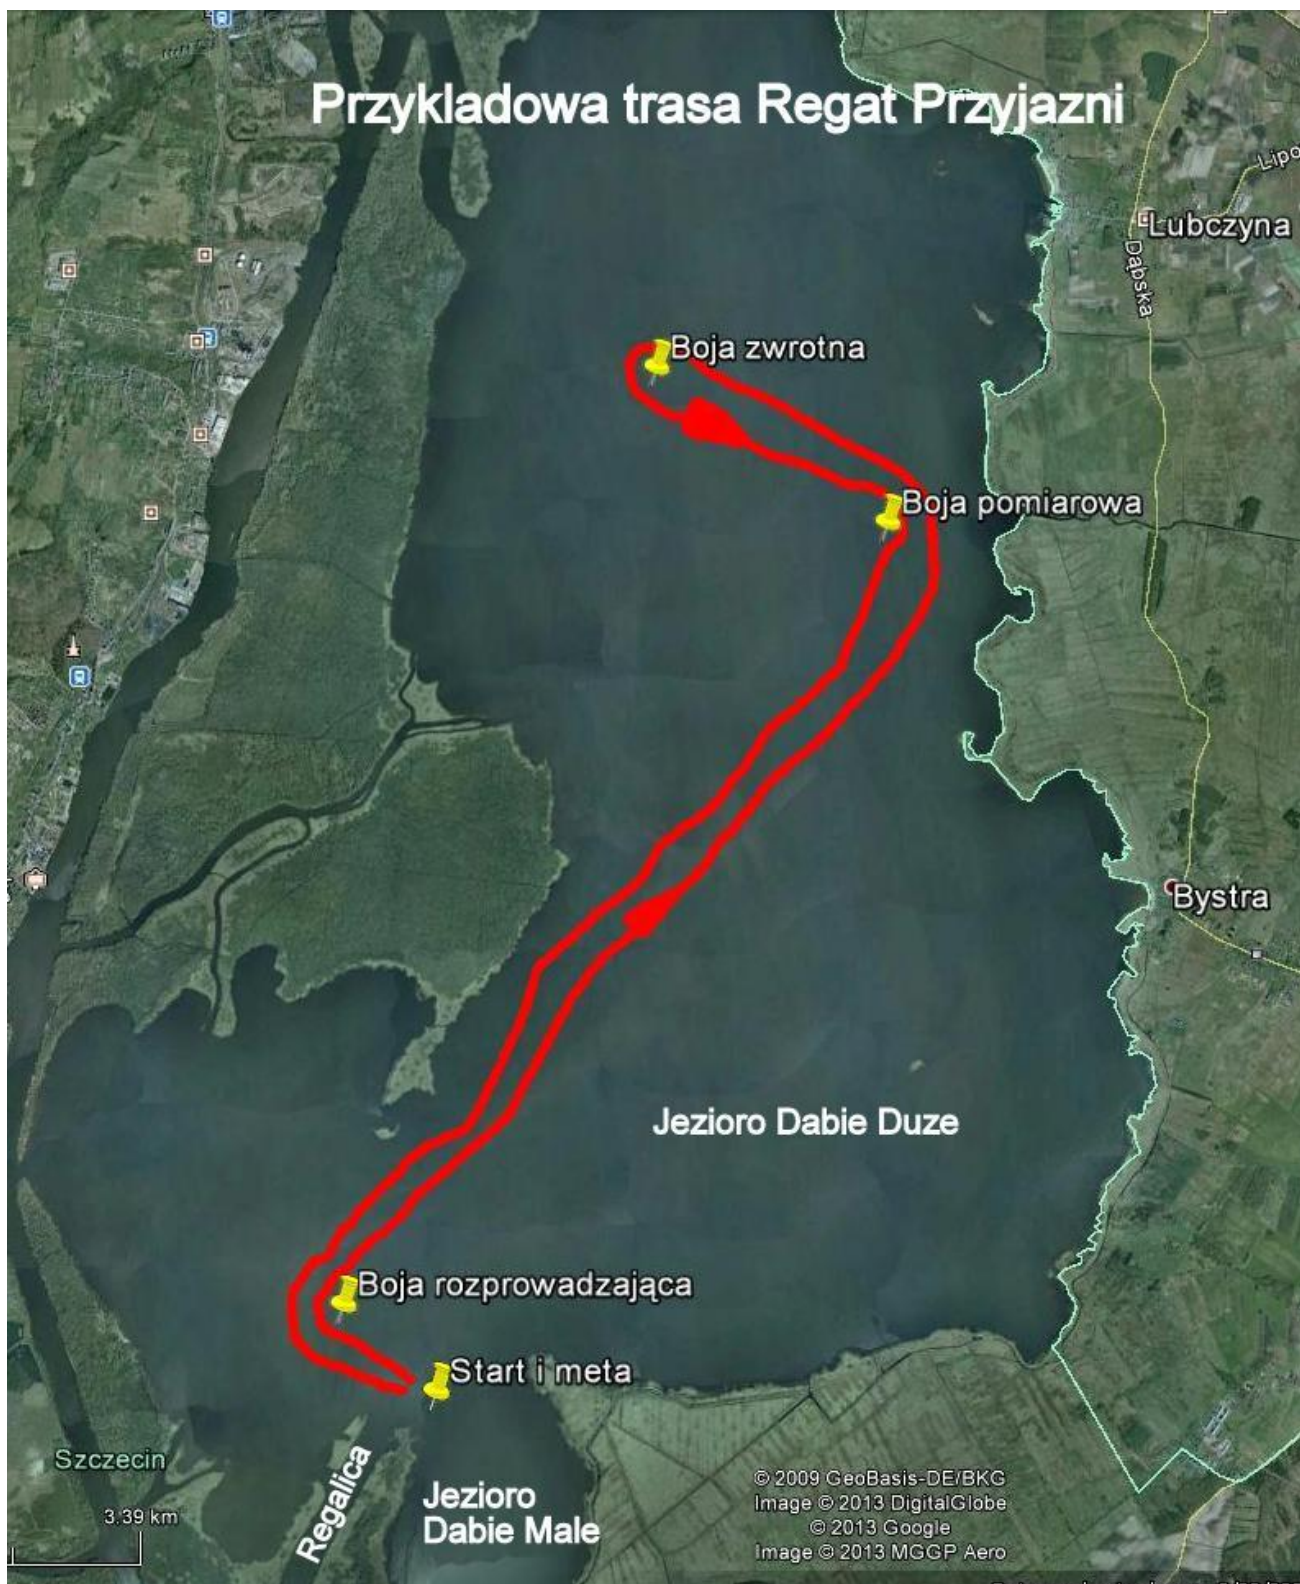 Przykladowa trasa Regat Przyjazni
Lipo
Lubczyna
Dąbska
Boja zwrotna
Boja pomiarowa
Bystra
Jezioro Dabie Duze
Boja rozprowadzająca
Start i meta
Szczecin
3.39 km
Regalica
Jezioro
Dabie Male
© 2009 GeoBasis-DE/BKG
Image © 2013 DigitalGlobe
© 2013 Google
Image © 2013 MGGP Aero